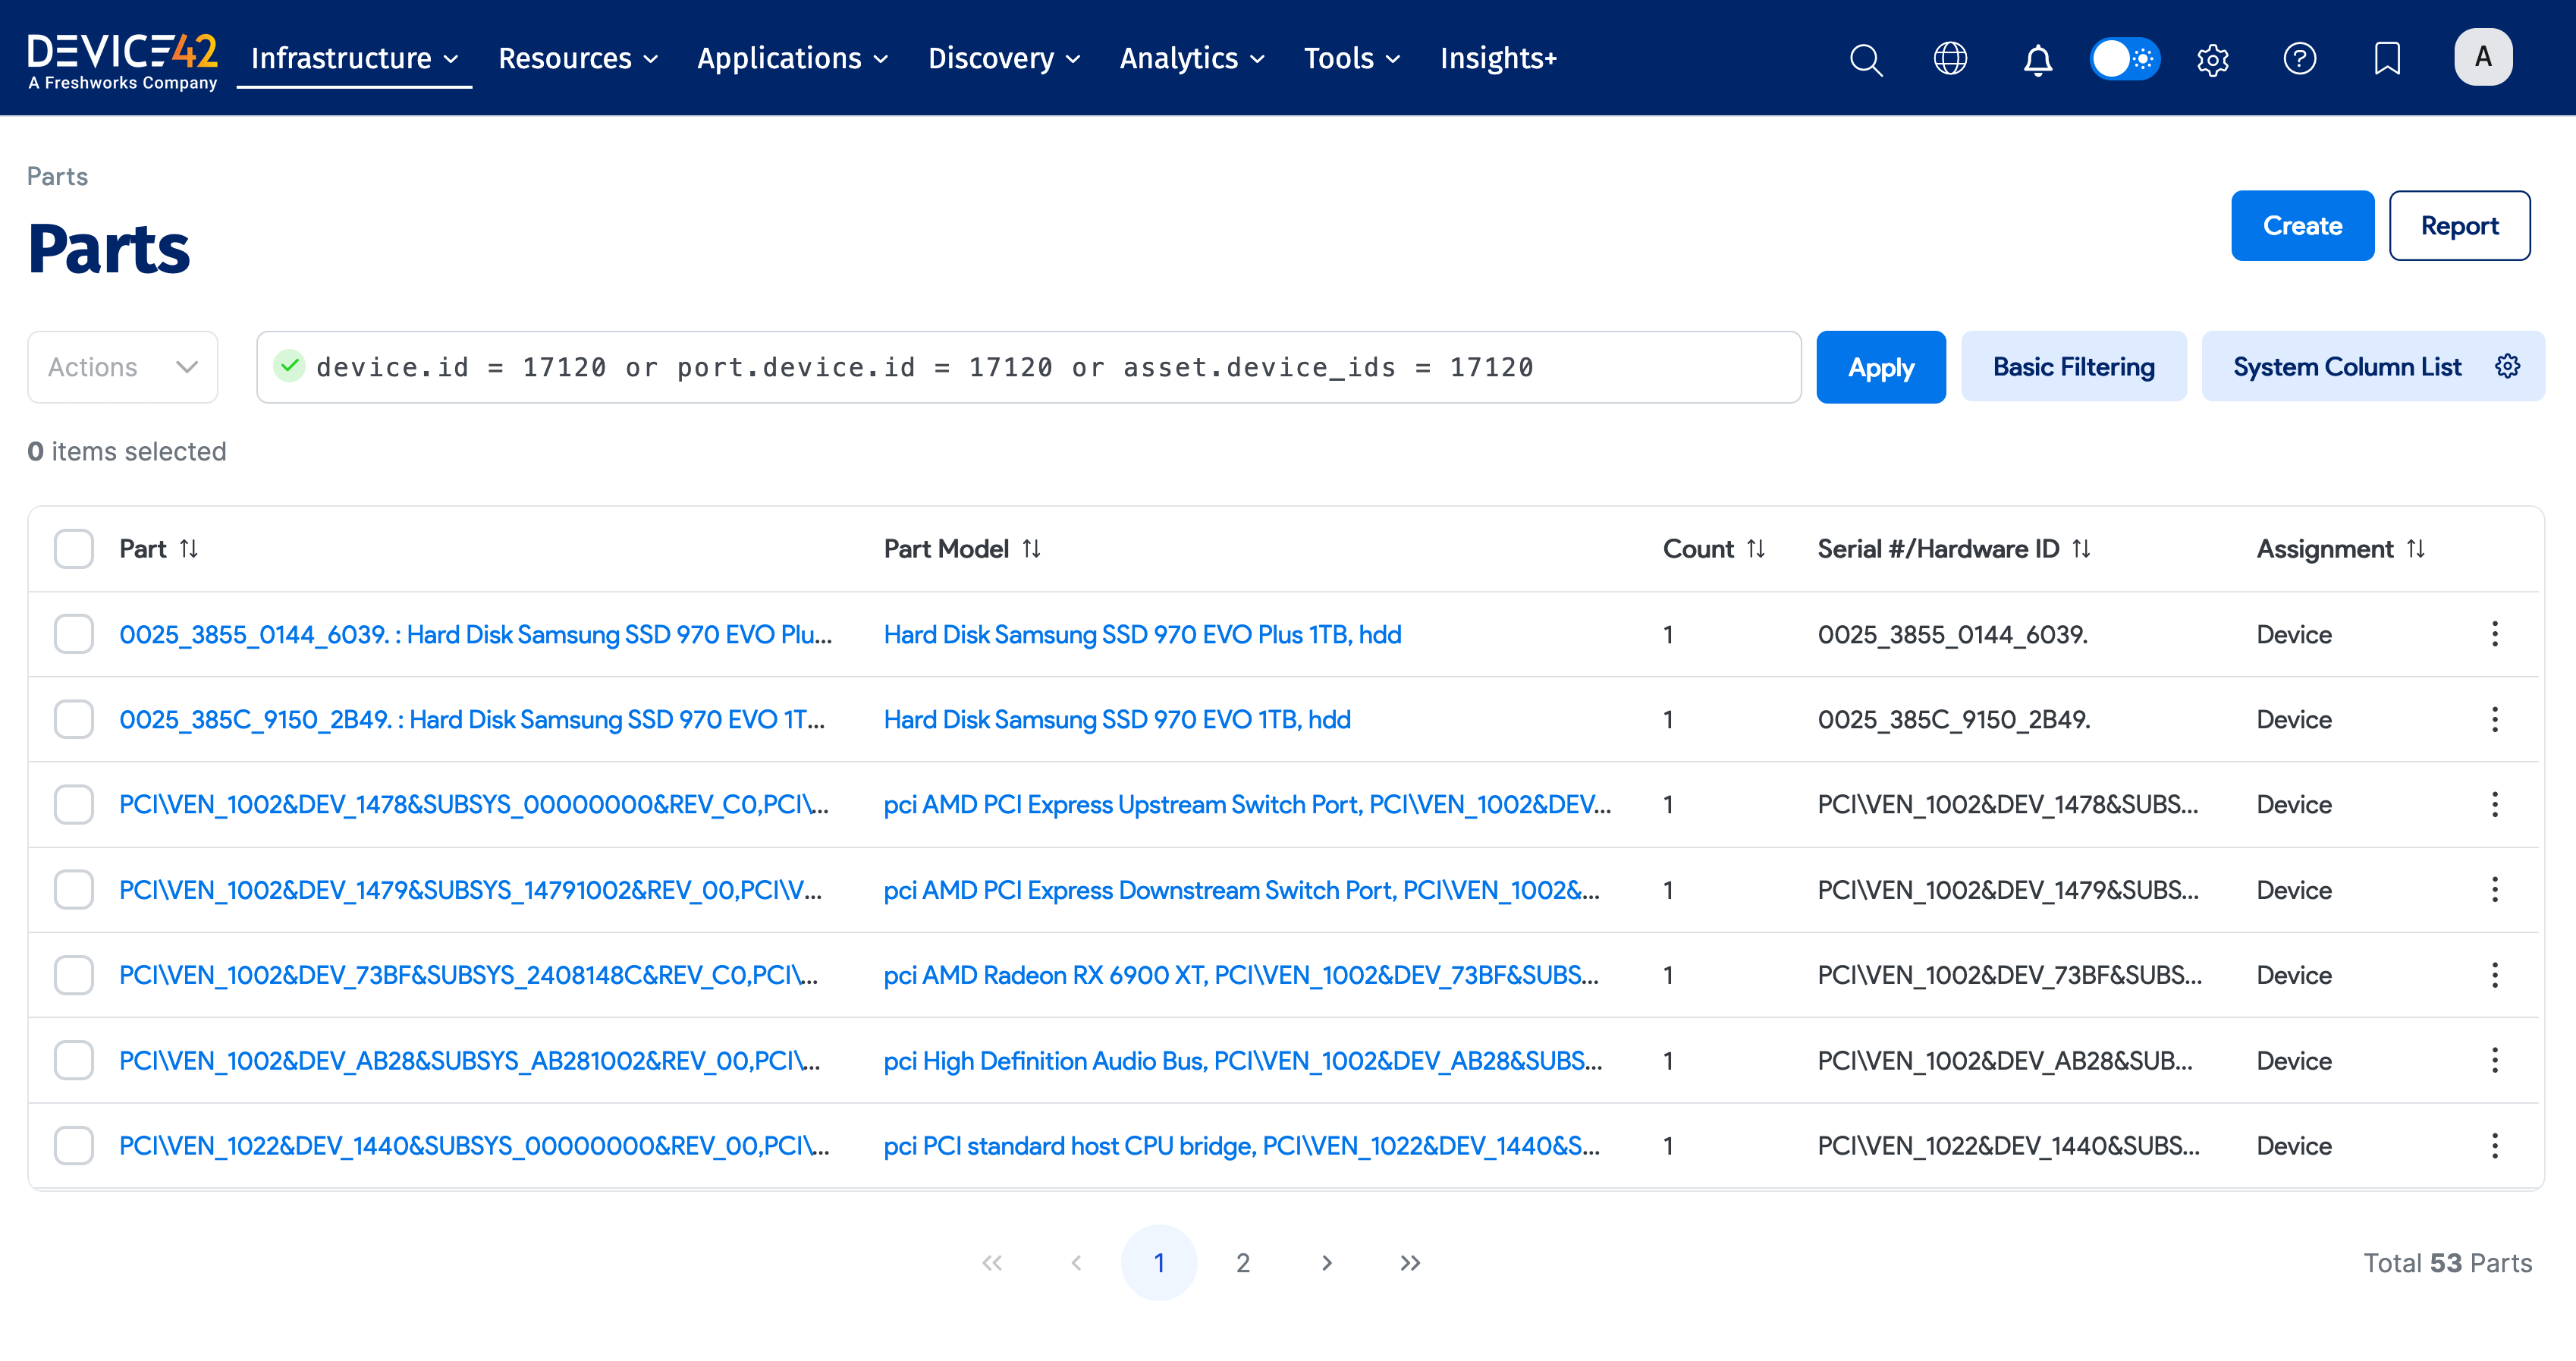 DEVICE42
A Freshworks Company
Infrastructure Resources Applications Discovery Analytics Tools Insights+
A
Parts
Parts
Create Report
Actions
device.id = 17120 or port.device.id = 17120 or asset.device_ids = 17120
Apply Basic Filtering System Column List
0 items selected
Part Part Model Count Serial #/Hardware ID Assignment
0025_3855_0144_6039. : Hard Disk Samsung SSD 970 EVO Plu... Hard Disk Samsung SSD 970 EVO Plus 1TB, hdd 1 0025_3855_0144_6039. Device
0025_385C_9150_2B49. : Hard Disk Samsung SSD 970 EVO 1T... Hard Disk Samsung SSD 970 EVO 1TB, hdd 1 0025_385C_9150_2B49. Device
PCI\VEN_1002&DEV_1478&SUBSYS_00000000&REV_C0,PCI\... pci AMD PCI Express Upstream Switch Port, PCI\VEN_1002&DEV... 1 PCI\VEN_1002&DEV_1478&SUBS... Device
PCI\VEN_1002&DEV_1479&SUBSYS_14791002&REV_00,PCI\V... pci AMD PCI Express Downstream Switch Port, PCI\VEN_1002&... 1 PCI\VEN_1002&DEV_1479&SUBS... Device
PCI\VEN_1002&DEV_73BF&SUBSYS_2408148C&REV_C0,PCI\... pci AMD Radeon RX 6900 XT, PCI\VEN_1002&DEV_73BF&SUBS... 1 PCI\VEN_1002&DEV_73BF&SUBS... Device
PCI\VEN_1002&DEV_AB28&SUBSYS_AB281002&REV_00,PCI\... pci High Definition Audio Bus, PCI\VEN_1002&DEV_AB28&SUBS... 1 PCI\VEN_1002&DEV_AB28&SUB... Device
PCI\VEN_1022&DEV_1440&SUBSYS_00000000&REV_00,PCI\... pci PCI standard host CPU bridge, PCI\VEN_1022&DEV_1440&S... 1 PCI\VEN_1022&DEV_1440&SUBS... Device
1 2
Total 53 Parts